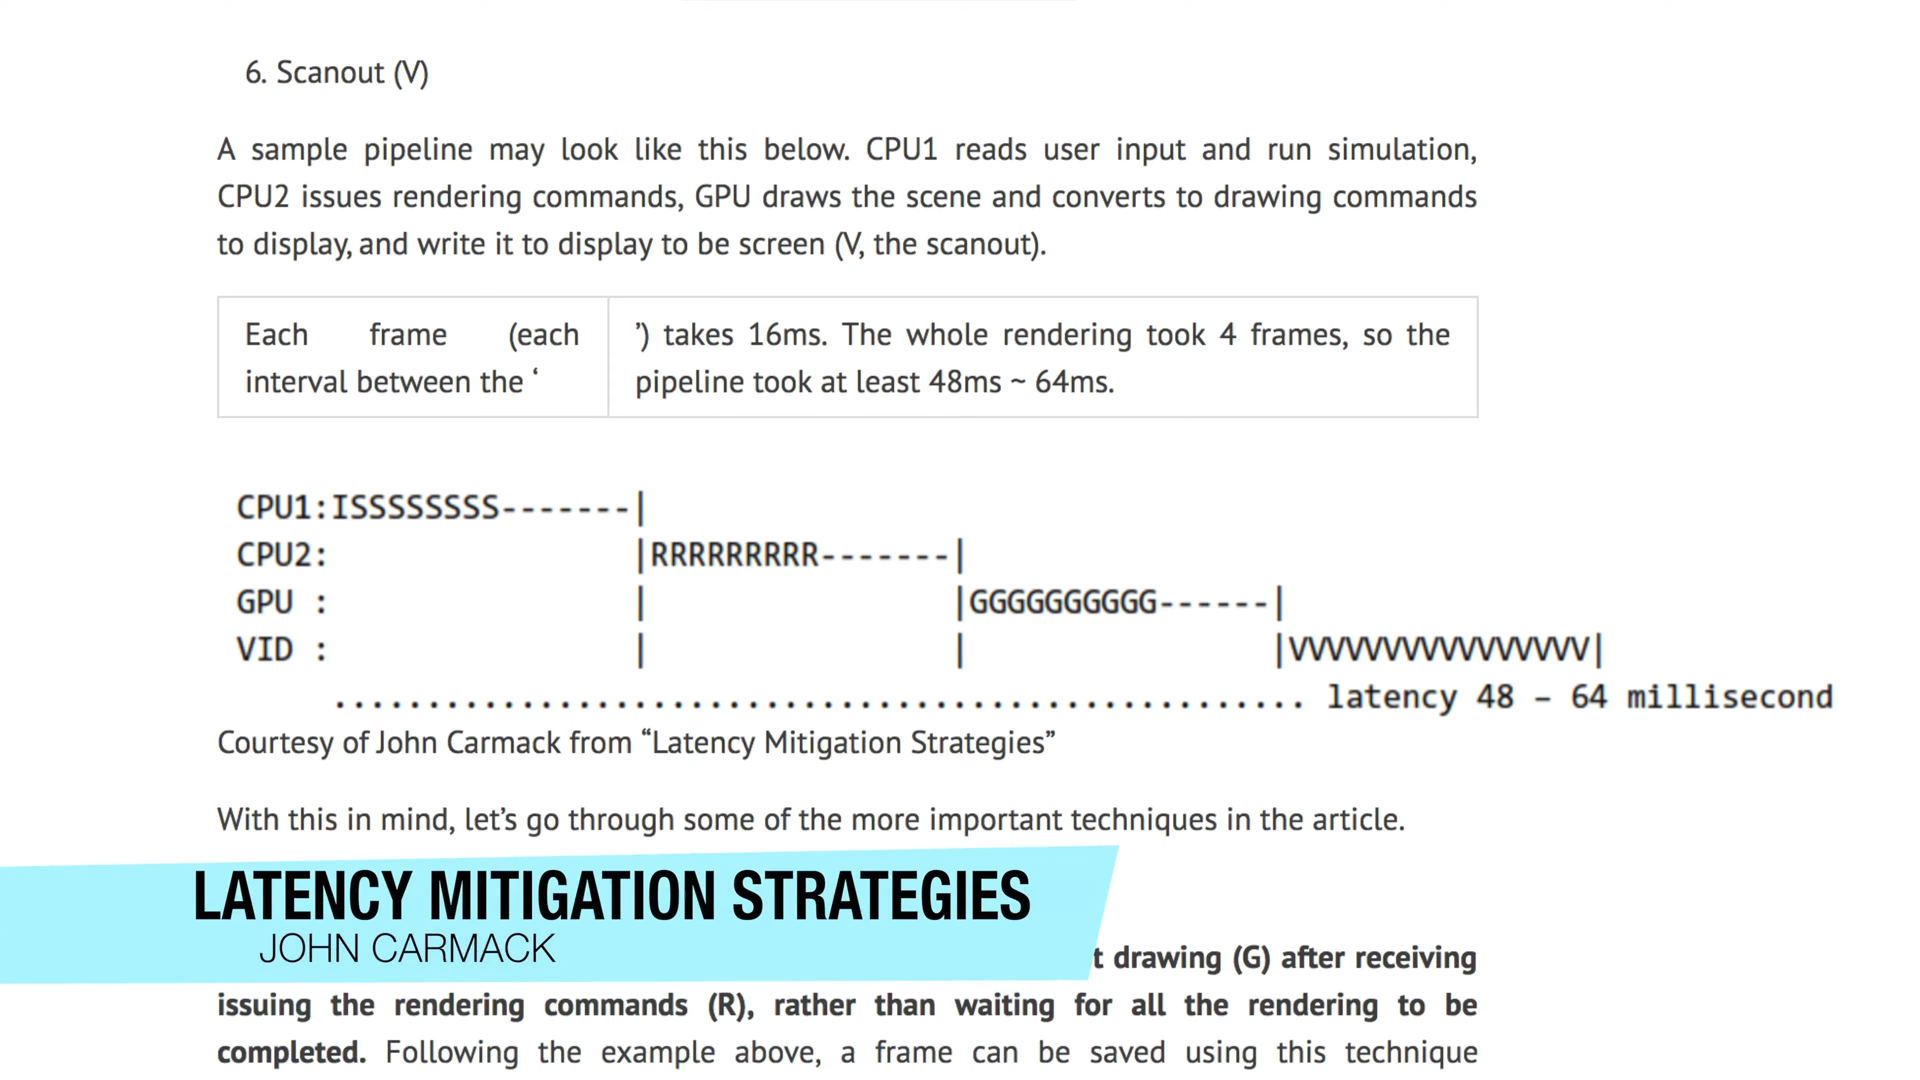 6. Scanout (V)
A sample pipeline may look like this below. CPU1 reads user input and run simulation,
CPU2 issues rendering commands, GPU draws the scene and converts to drawing commands
to display, and write it to display to be screen (V, the scanout).
Each frame (each
interval between the ‘
’) takes 16ms. The whole rendering took 4 frames, so the
pipeline took at least 48ms ~ 64ms.
CPU1:ISSSSSSSS-------|
CPU2:                |RRRRRRRRR-------|
GPU :                |                |GGGGGGGGGG------|
VID :                |                |                |VVVVVVVVVVVVVVVV|
..................................................... latency 48 – 64 millisecond
Courtesy of John Carmack from “Latency Mitigation Strategies”
With this in mind, let’s go through some of the more important techniques in the article.
LATENCY MITIGATION STRATEGIES
JOHN CARMACK
t drawing (G) after receiving
issuing the rendering commands (R), rather than waiting for all the rendering to be
completed. Following the example above, a frame can be saved using this technique